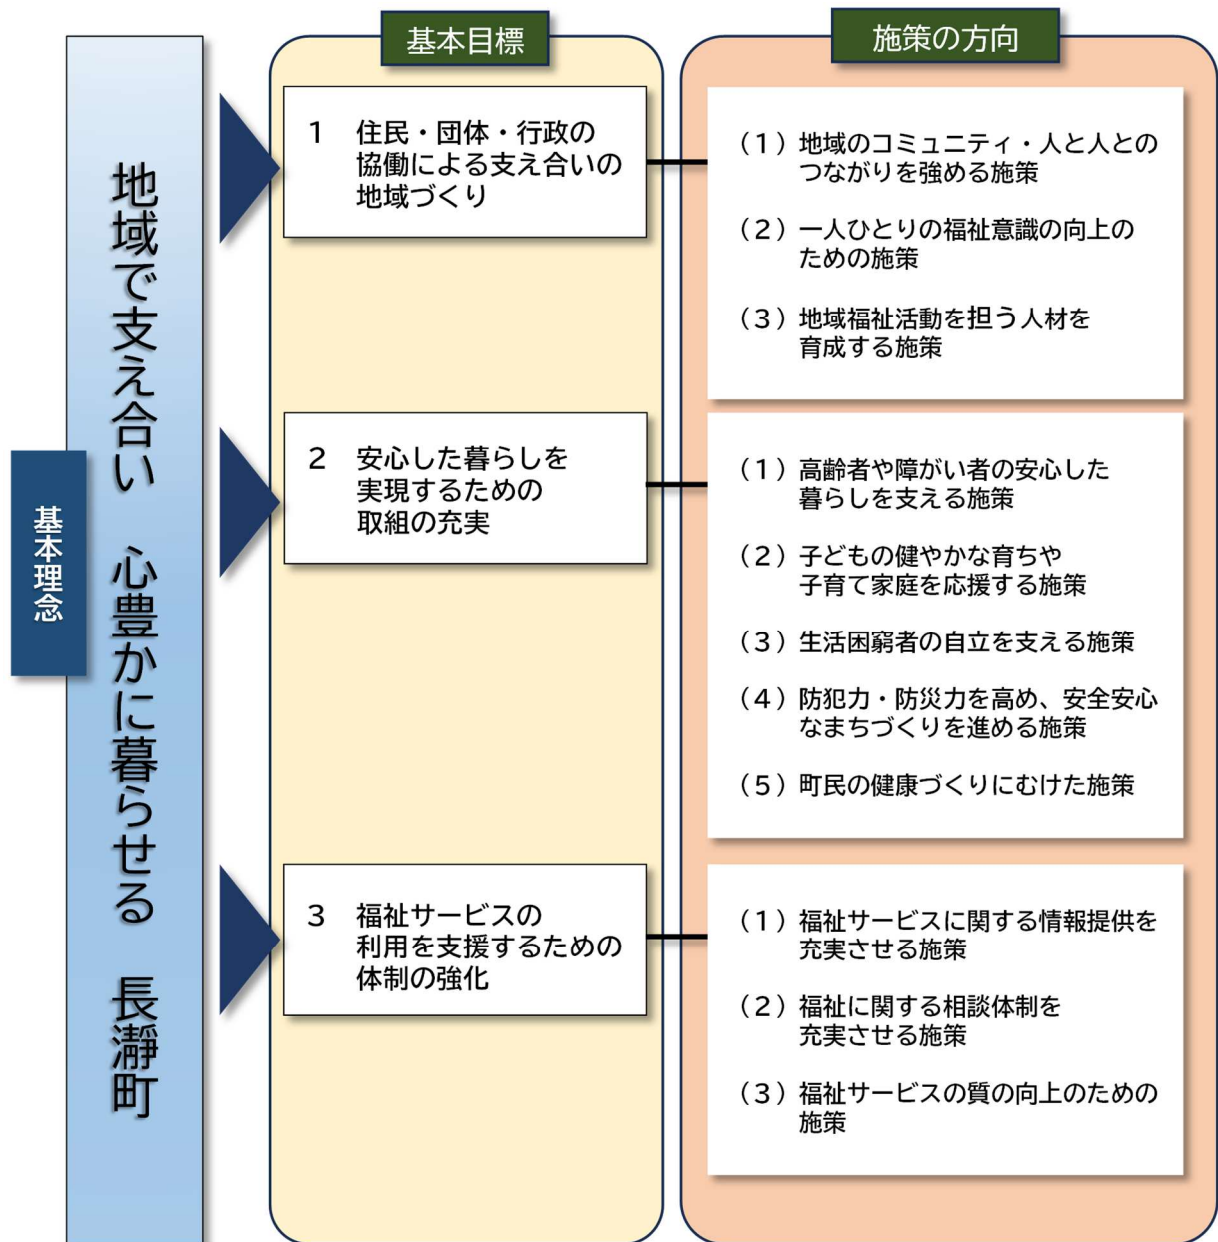 基本理念
地域で支え合い　心豊かに暮らせる　長瀞町
基本目標
施策の方向
1　住民・団体・行政の
協働による支え合いの
地域づくり
（1）地域のコミュニティ・人と人との
つながりを強める施策
（2）一人ひとりの福祉意識の向上の
ための施策
（3）地域福祉活動を担う人材を
育成する施策
2　安心した暮らしを
実現するための
取組の充実
（1）高齢者や障がい者の安心した
暮らしを支える施策
（2）子どもの健やかな育ちや
子育て家庭を応援する施策
（3）生活困窮者の自立を支える施策
（4）防犯力・防災力を高め、安全安心
なまちづくりを進める施策
（5）町民の健康づくりにむけた施策
3　福祉サービスの
利用を支援するための
体制の強化
（1）福祉サービスに関する情報提供を
充実させる施策
（2）福祉に関する相談体制を
充実させる施策
（3）福祉サービスの質の向上のための
施策